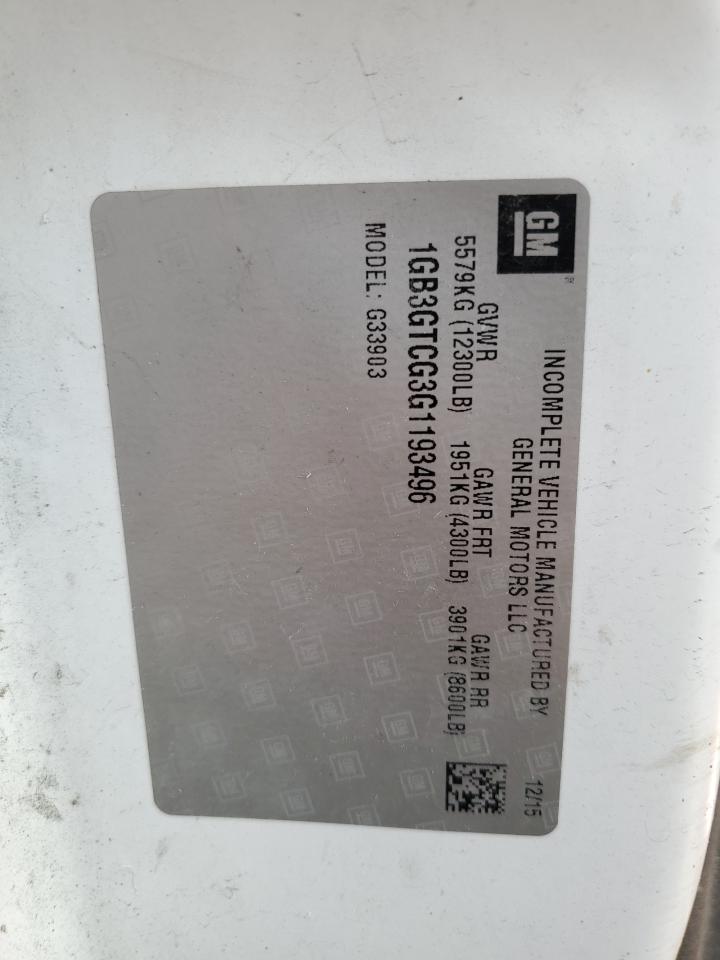 GM
INCOMPLETE VEHICLE MANUFACTURED BY
GENERAL MOTORS LLC
12/15
GVWR GAWR FRT GAWR RR
5579KG (12300LB) 1951KG (4300LB) 3901KG (8600LB)
1GB3GTCG3G1193496
MODEL: G33903